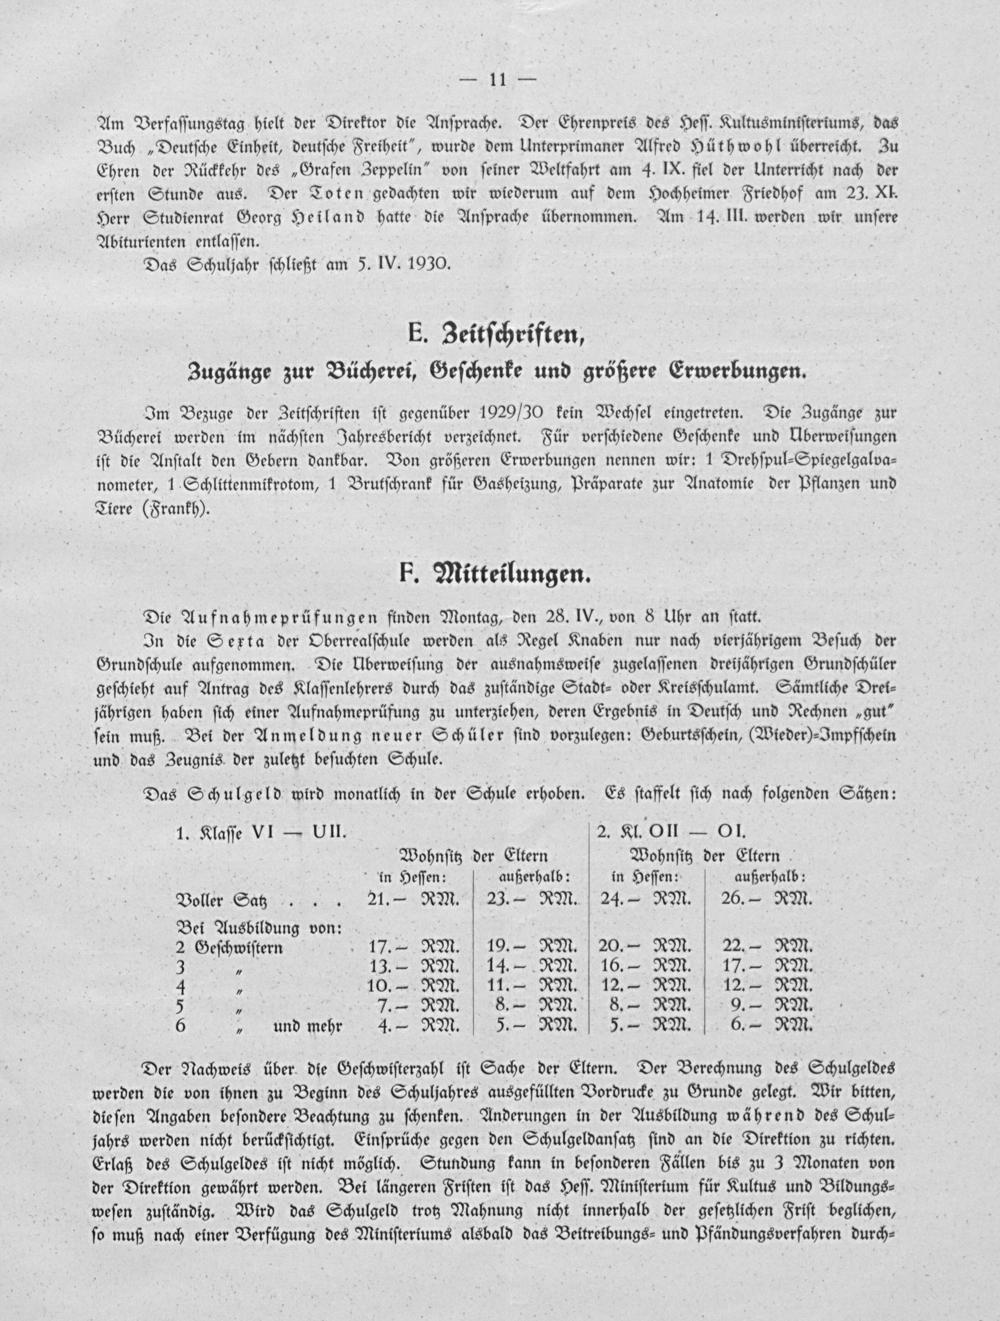 — 11 —
Am Verfassungstag hielt der Direktor die Ansprache. Der Ehrenpreis des Hess. Kultusministeriums, das
Buch „Deutsche Einheit, deutsche Freiheit“, wurde dem Unterprimaner Alfred Hüthwohl überreicht. Zu
Ehren der Rückkehr des „Grafen Zeppelin“ von seiner Weltfahrt am 4. IX. fiel der Unterricht nach der
ersten Stunde aus. Der Toten gedachten wir wiederum auf dem Hochheimer Friedhof am 23. XI.
Herr Studienrat Georg Heiland hatte die Ansprache übernommen. Am 14. III. werden wir unsere
Abiturienten entlassen.
Das Schuljahr schließt am 5. IV. 1930.
E. Zeitschriften,
Zugänge zur Bücherei, Geschenke und größere Erwerbungen.
Im Bezuge der Zeitschriften ist gegenüber 1929/30 kein Wechsel eingetreten. Die Zugänge zur
Bücherei werden im nächsten Jahresbericht verzeichnet. Für verschiedene Geschenke und Überweisungen
ist die Anstalt den Gebern dankbar. Von größeren Erwerbungen nennen wir: 1 Drehspul-Spiegelgalva-
nometer, 1 Schlittenmikrotom, 1 Brutschrank für Gasheizung, Präparate zur Anatomie der Pflanzen und
Tiere (Frankh).
F. Mitteilungen.
Die Aufnahmeprüfungen finden Montag, den 28. IV., von 8 Uhr an statt.
In die Sexta der Oberrealschule werden als Regel Knaben nur nach vierjährigem Besuch der
Grundschule aufgenommen. Die Überweisung der ausnahmsweise zugelassenen dreijährigen Grundschüler
geschieht auf Antrag des Klassenlehrers durch das zuständige Stadt- oder Kreisschulamt. Sämtliche Drei-
jährigen haben sich einer Aufnahmeprüfung zu unterziehen, deren Ergebnis in Deutsch und Rechnen „gut“
sein muß. Bei der Anmeldung neuer Schüler sind vorzulegen: Geburtsschein, (Wieder)-Impfschein
und das Zeugnis der zuletzt besuchten Schule.
Das Schulgeld wird monatlich in der Schule erhoben. Es staffelt sich nach folgenden Sätzen:
1. Klasse VI — UII. 2. Kl. OII — OI.
Wohnsitz der Eltern Wohnsitz der Eltern
in Hessen: außerhalb: in Hessen: außerhalb:
Voller Satz . . . 21.— RM. 23.— RM. 24.— RM. 26.— RM.
Bei Ausbildung von:
2 Geschwistern 17.— RM. 19.— RM. 20.— RM. 22.— RM.
3 „ 13.— RM. 14.— RM. 16.— RM. 17.— RM.
4 „ 10.— RM. 11.— RM. 12.— RM. 12.— RM.
5 „ 7.— RM. 8.— RM. 8.— RM. 9.— RM.
6 „ und mehr 4.— RM. 5.— RM. 5.— RM. 6.— RM.
Der Nachweis über die Geschwisterzahl ist Sache der Eltern. Der Berechnung des Schulgeldes
werden die von ihnen zu Beginn des Schuljahres ausgefüllten Vordrucke zu Grunde gelegt. Wir bitten,
diesen Angaben besondere Beachtung zu schenken. Änderungen in der Ausbildung während des Schul-
jahrs werden nicht berücksichtigt. Einsprüche gegen den Schulgeldansatz sind an die Direktion zu richten.
Erlaß des Schulgeldes ist nicht möglich. Stundung kann in besonderen Fällen bis zu 3 Monaten von
der Direktion gewährt werden. Bei längeren Fristen ist das Hess. Ministerium für Kultus und Bildungs-
wesen zuständig. Wird das Schulgeld trotz Mahnung nicht innerhalb der gesetzlichen Frist beglichen,
so muß nach einer Verfügung des Ministeriums alsbald das Beitreibungs- und Pfändungsverfahren durch-